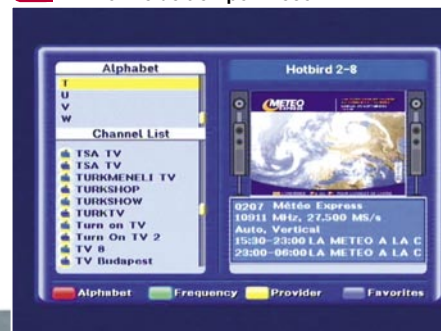 Alphabet
T
U
V
W
Channel List
TSA TV
TSA TV
TURKMENELI TV
TURKSHOP
TURKSHOW
TURKTV
Turn on TV
Turn On TV 2
TV 8
TV Budapest
Hotbird 2-8
METEO
EXPRESS
0207 Météo Express
10911 MHz, 27.500 MS/s
Auto, Vertical
15:30-23:00 LA METEO A LA C
23:00-06:00 LA METEO A LA C
Alphabet Frequency Provider Favorites